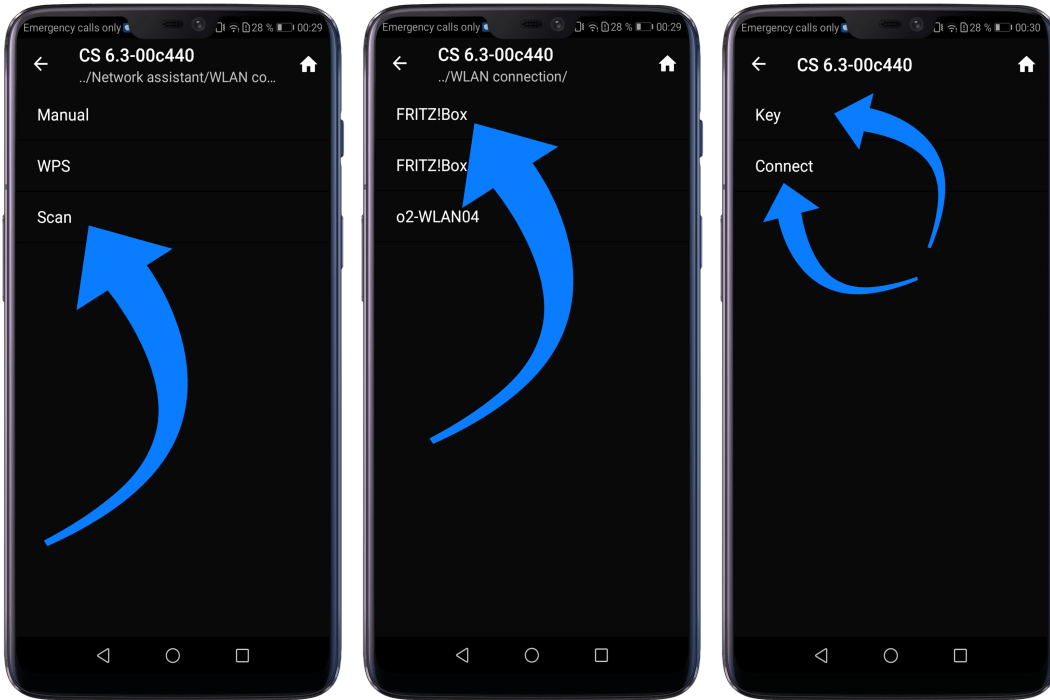 Emergency calls only 28 % 00:29
CS 6.3-00c440
../Network assistant/WLAN co...
Manual
WPS
Scan
Emergency calls only 28 % 00:29
CS 6.3-00c440
../WLAN connection/
FRITZ!Box
FRITZ!Box
o2-WLAN04
Emergency calls only 28 % 00:30
CS 6.3-00c440
Key
Connect